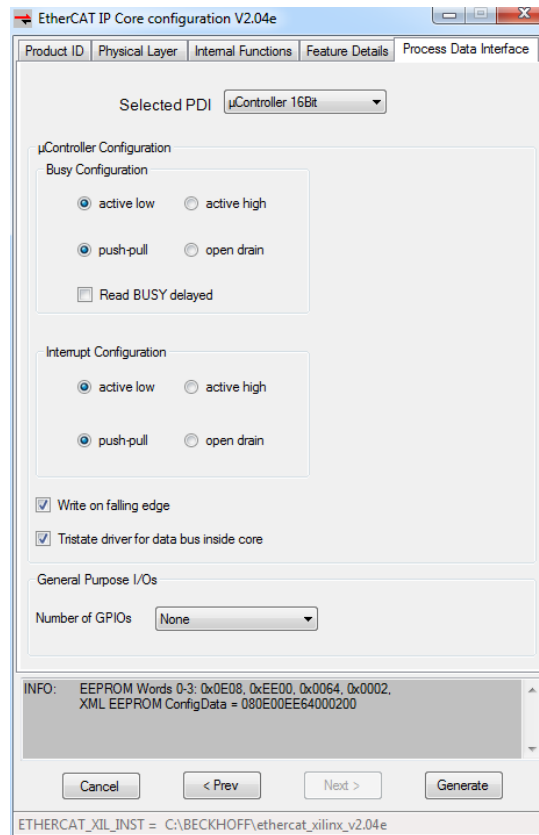 EtherCAT IP Core configuration V2.04e
Product ID Physical Layer Internal Functions Feature Details Process Data Interface
Selected PDI µController 16Bit
µController Configuration
Busy Configuration
active low active high
push-pull open drain
Read BUSY delayed
Interrupt Configuration
active low active high
push-pull open drain
Write on falling edge
Tristate driver for data bus inside core
General Purpose I/Os
Number of GPIOs None
INFO: EEPROM Words 0-3: 0x0E08, 0xEE00, 0x0064, 0x0002,
XML EEPROM ConfigData = 080E00EE64000200
Cancel < Prev Next > Generate
ETHERCAT_XIL_INST = C:\BECKHOFF\ethercat_xilinx_v2.04e